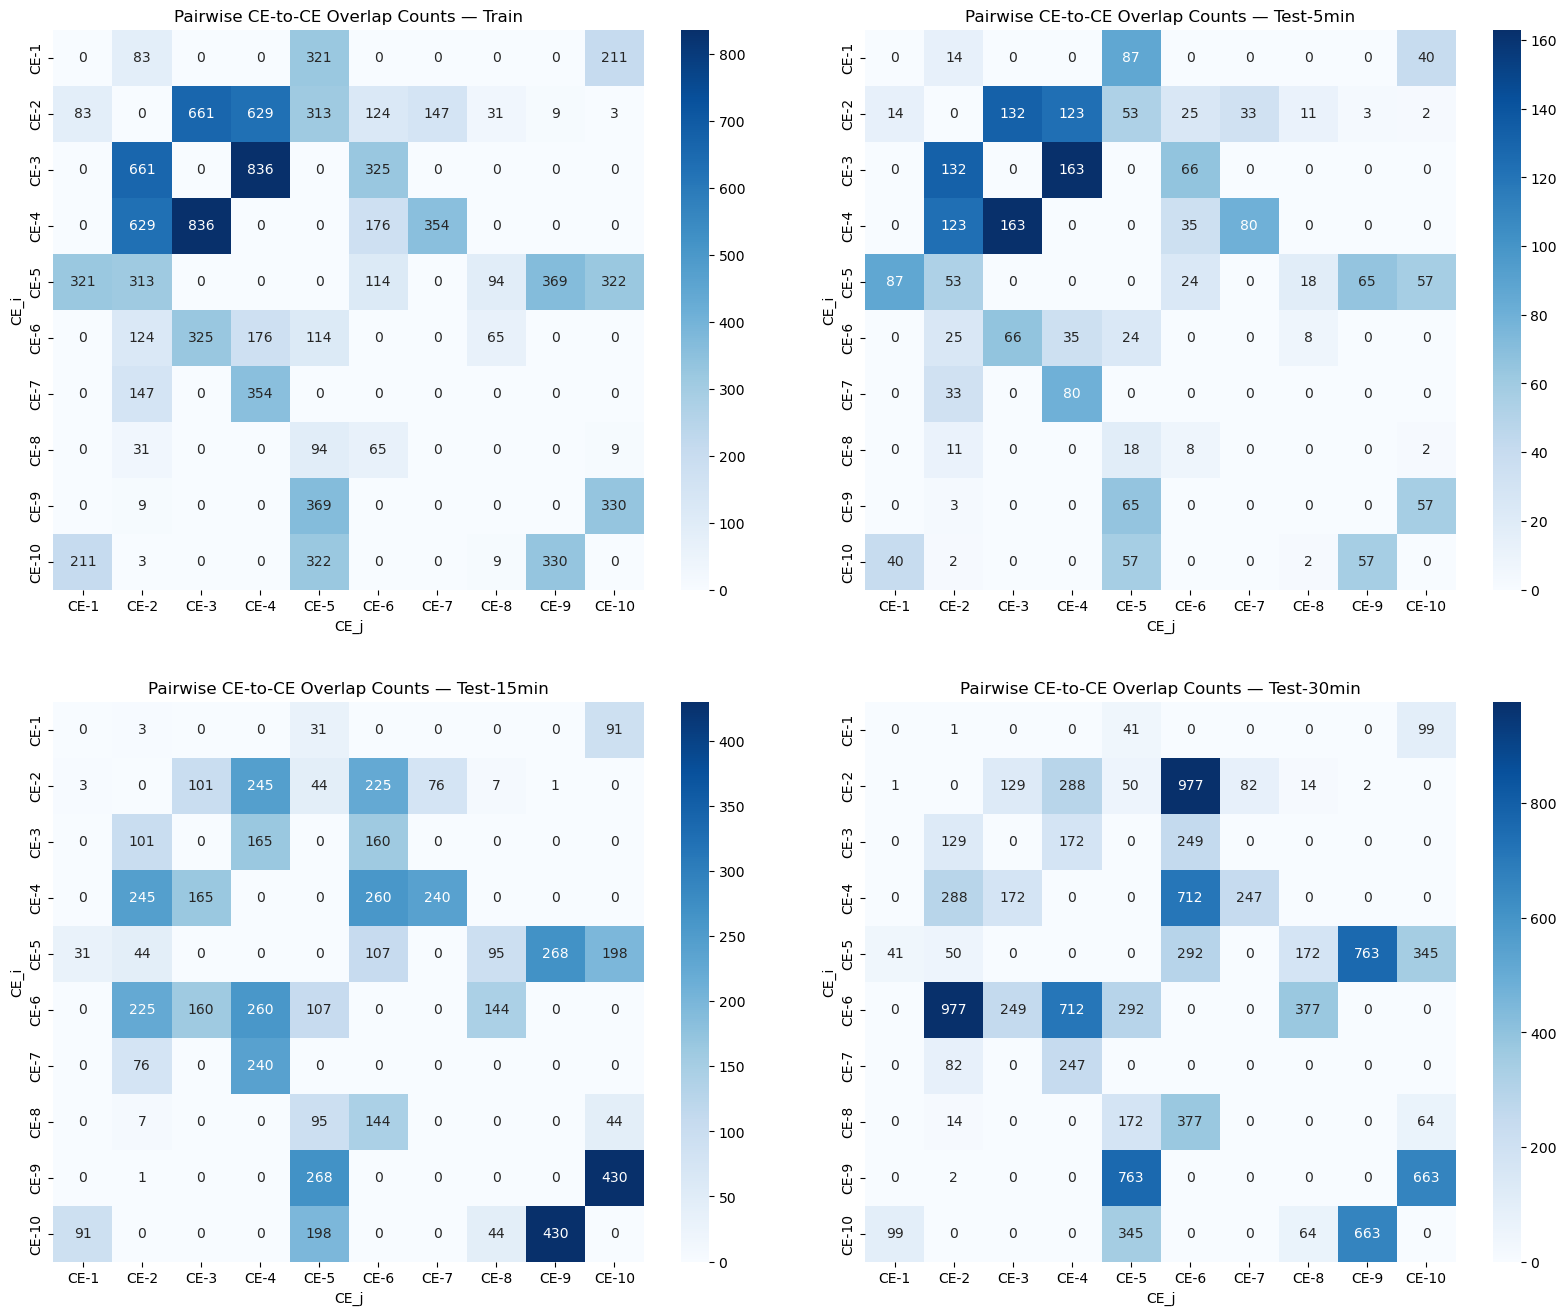 Pairwise CE-to-CE Overlap Counts — Train
CE-1 0 83 0 0 321 0 0 0 0 211
CE-2 83 0 661 629 313 124 147 31 9 3
CE-3 0 661 0 836 0 325 0 0 0 0
CE-4 0 629 836 0 0 176 354 0 0 0
CE-5 321 313 0 0 0 114 0 94 369 322
CE-6 0 124 325 176 114 0 0 65 0 0
CE-7 0 147 0 354 0 0 0 0 0 0
CE-8 0 31 0 0 94 65 0 0 0 9
CE-9 0 9 0 0 369 0 0 0 0 330
CE-10 211 3 0 0 322 0 0 9 330 0
CE-1 CE-2 CE-3 CE-4 CE-5 CE-6 CE-7 CE-8 CE-9 CE-10
CE_j
CE_i
800
700
600
500
400
300
200
100
0
Pairwise CE-to-CE Overlap Counts — Test-5min
CE-1 0 14 0 0 87 0 0 0 0 40
CE-2 14 0 132 123 53 25 33 11 3 2
CE-3 0 132 0 163 0 66 0 0 0 0
CE-4 0 123 163 0 0 35 80 0 0 0
CE-5 87 53 0 0 0 24 0 18 65 57
CE-6 0 25 66 35 24 0 0 8 0 0
CE-7 0 33 0 80 0 0 0 0 0 0
CE-8 0 11 0 0 18 8 0 0 0 2
CE-9 0 3 0 0 65 0 0 0 0 57
CE-10 40 2 0 0 57 0 0 2 57 0
CE-1 CE-2 CE-3 CE-4 CE-5 CE-6 CE-7 CE-8 CE-9 CE-10
CE_j
CE_i
160
140
120
100
80
60
40
20
0
Pairwise CE-to-CE Overlap Counts — Test-15min
CE-1 0 3 0 0 31 0 0 0 0 91
CE-2 3 0 101 245 44 225 76 7 1 0
CE-3 0 101 0 165 0 160 0 0 0 0
CE-4 0 245 165 0 0 260 240 0 0 0
CE-5 31 44 0 0 0 107 0 95 268 198
CE-6 0 225 160 260 107 0 0 144 0 0
CE-7 0 76 0 240 0 0 0 0 0 0
CE-8 0 7 0 0 95 144 0 0 0 44
CE-9 0 1 0 0 268 0 0 0 0 430
CE-10 91 0 0 0 198 0 0 44 430 0
CE-1 CE-2 CE-3 CE-4 CE-5 CE-6 CE-7 CE-8 CE-9 CE-10
CE_j
CE_i
400
350
300
250
200
150
100
50
0
Pairwise CE-to-CE Overlap Counts — Test-30min
CE-1 0 1 0 0 41 0 0 0 0 99
CE-2 1 0 129 288 50 977 82 14 2 0
CE-3 0 129 0 172 0 249 0 0 0 0
CE-4 0 288 172 0 0 712 247 0 0 0
CE-5 41 50 0 0 0 292 0 172 763 345
CE-6 0 977 249 712 292 0 0 377 0 0
CE-7 0 82 0 247 0 0 0 0 0 0
CE-8 0 14 0 0 172 377 0 0 0 64
CE-9 0 2 0 0 763 0 0 0 0 663
CE-10 99 0 0 0 345 0 0 64 663 0
CE-1 CE-2 CE-3 CE-4 CE-5 CE-6 CE-7 CE-8 CE-9 CE-10
CE_j
CE_i
800
600
400
200
0